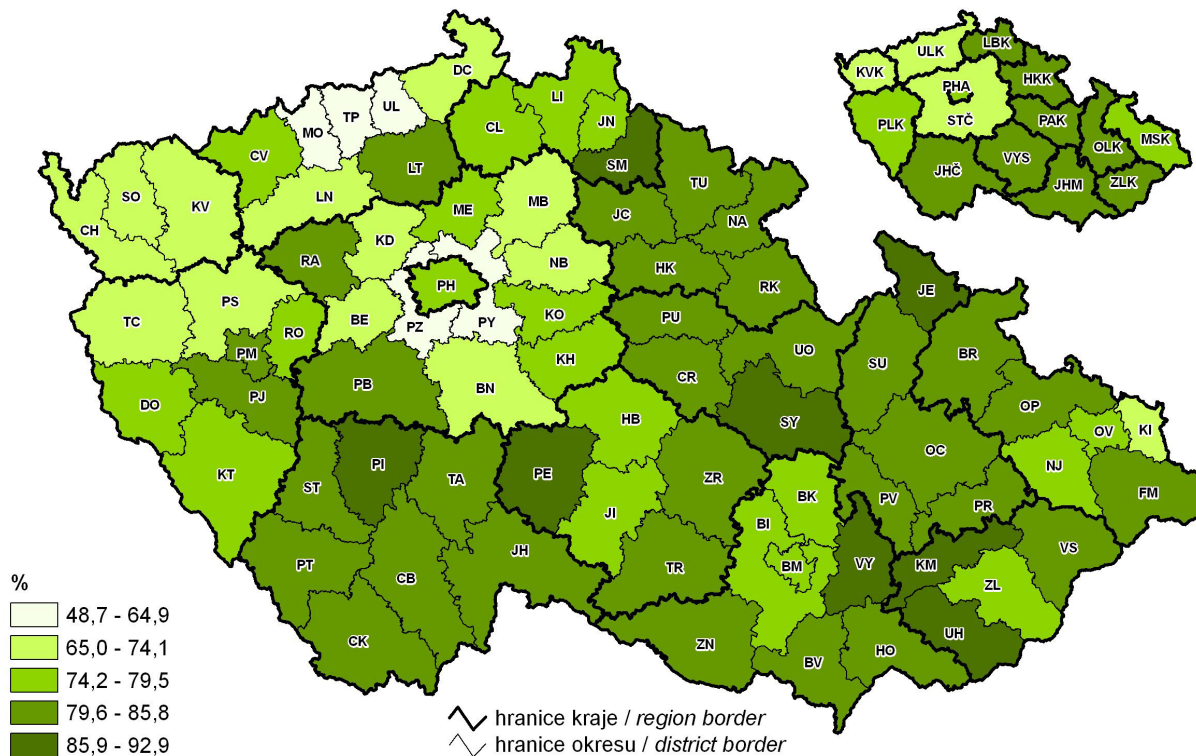 DC
UL
TP
MO
LI
JN
CL
CV
LT
SM
TU
LN
SO
KV
CH
ME
MB
JC
NA
KD
RA
NB
HK
RK
PH
TC
PS
BE
PZ
PY
KO
PU
JE
RO
PM
UO
SU
BR
KH
CR
PB
BN
DO
PJ
OP
OV
KI
HB
SY
OC
NJ
KT
ST
PI
TA
PE
ZR
BK
PV
PR
FM
JI
BI
VS
PT
CB
JH
TR
BM
VY
KM
ZL
CK
ZN
BV
HO
UH
LBK
ULK
KVK
HKK
PHA
STČ
PLK
PAK
OLK
MSK
VYS
JHČ
JHM
ZLK
%
48,7 - 64,9
65,0 - 74,1
74,2 - 79,5
79,6 - 85,8
85,9 - 92,9
hranice kraje / region border
hranice okresu / district border